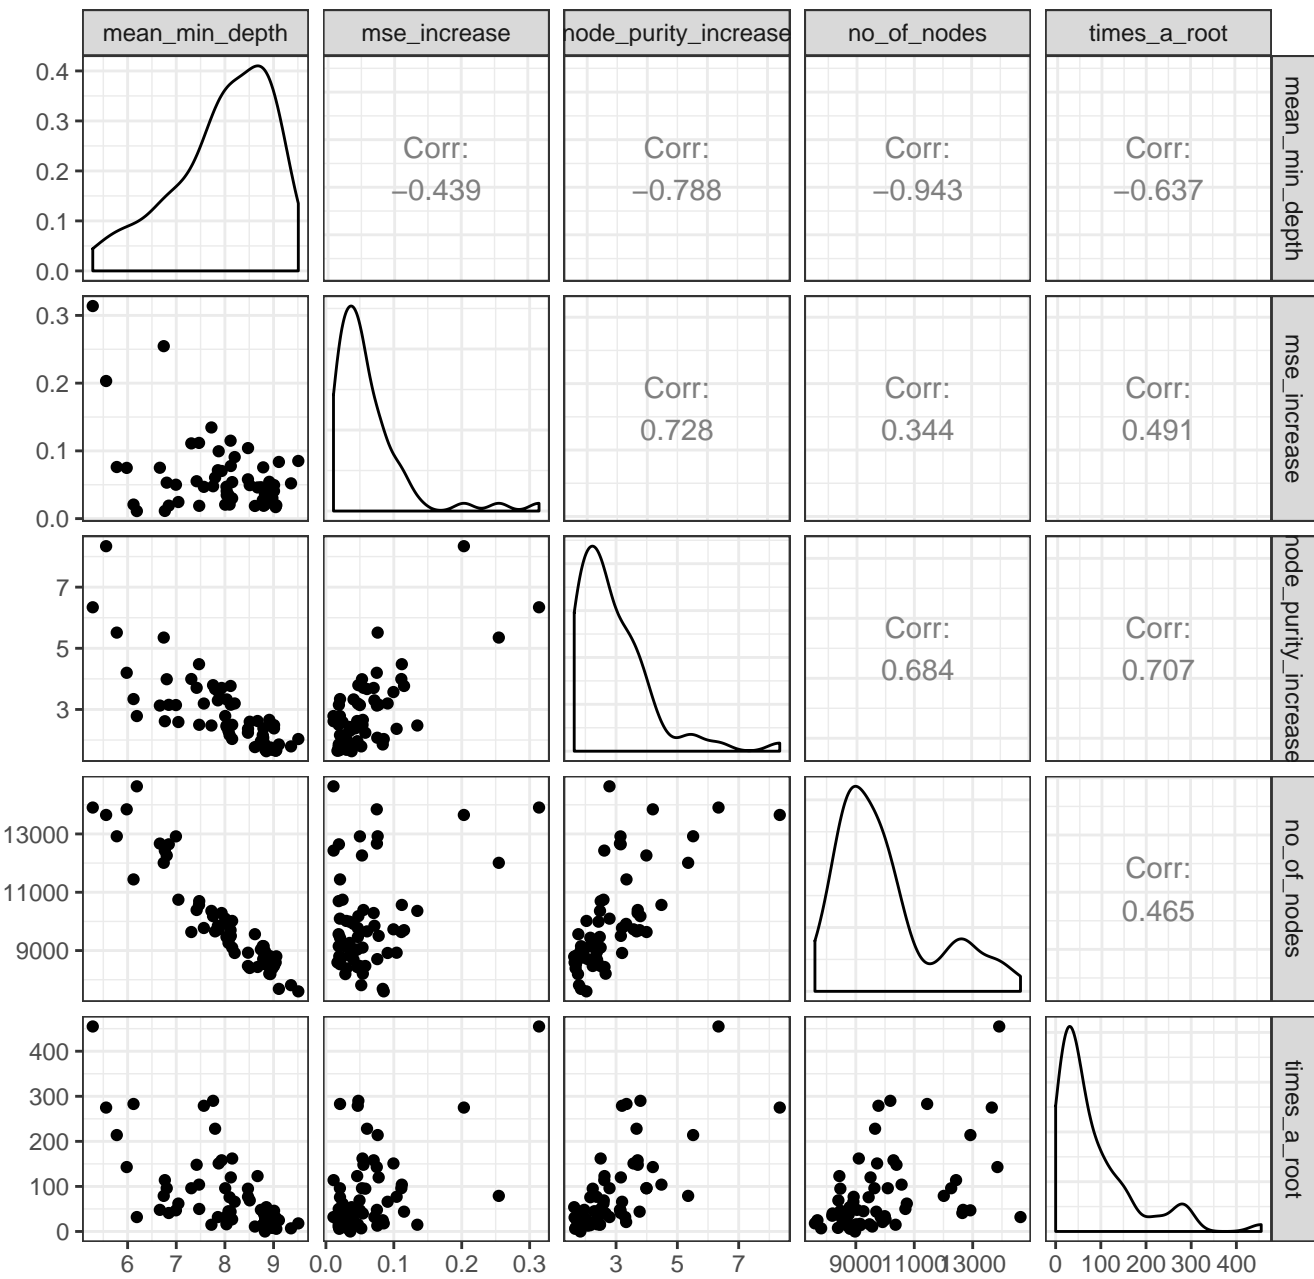 mean_min_depth mse_increase node_purity_increase no_of_nodes times_a_root
0.4
0.3
0.2
0.1
0.0
Corr:
−0.439
Corr:
−0.788
Corr:
−0.943
Corr:
−0.637
mean_min_depth
0.3
0.2
0.1
0.0
Corr:
0.728
Corr:
0.344
Corr:
0.491
mse_increase
7
5
3
Corr:
0.684
Corr:
0.707
node_purity_increase
13000
11000
9000
Corr:
0.465
no_of_nodes
400
300
200
100
0
times_a_root
6 7 8 9 0.0 0.1 0.2 0.3 3 5 7 9000 11000 13000 0 100 200 300 400